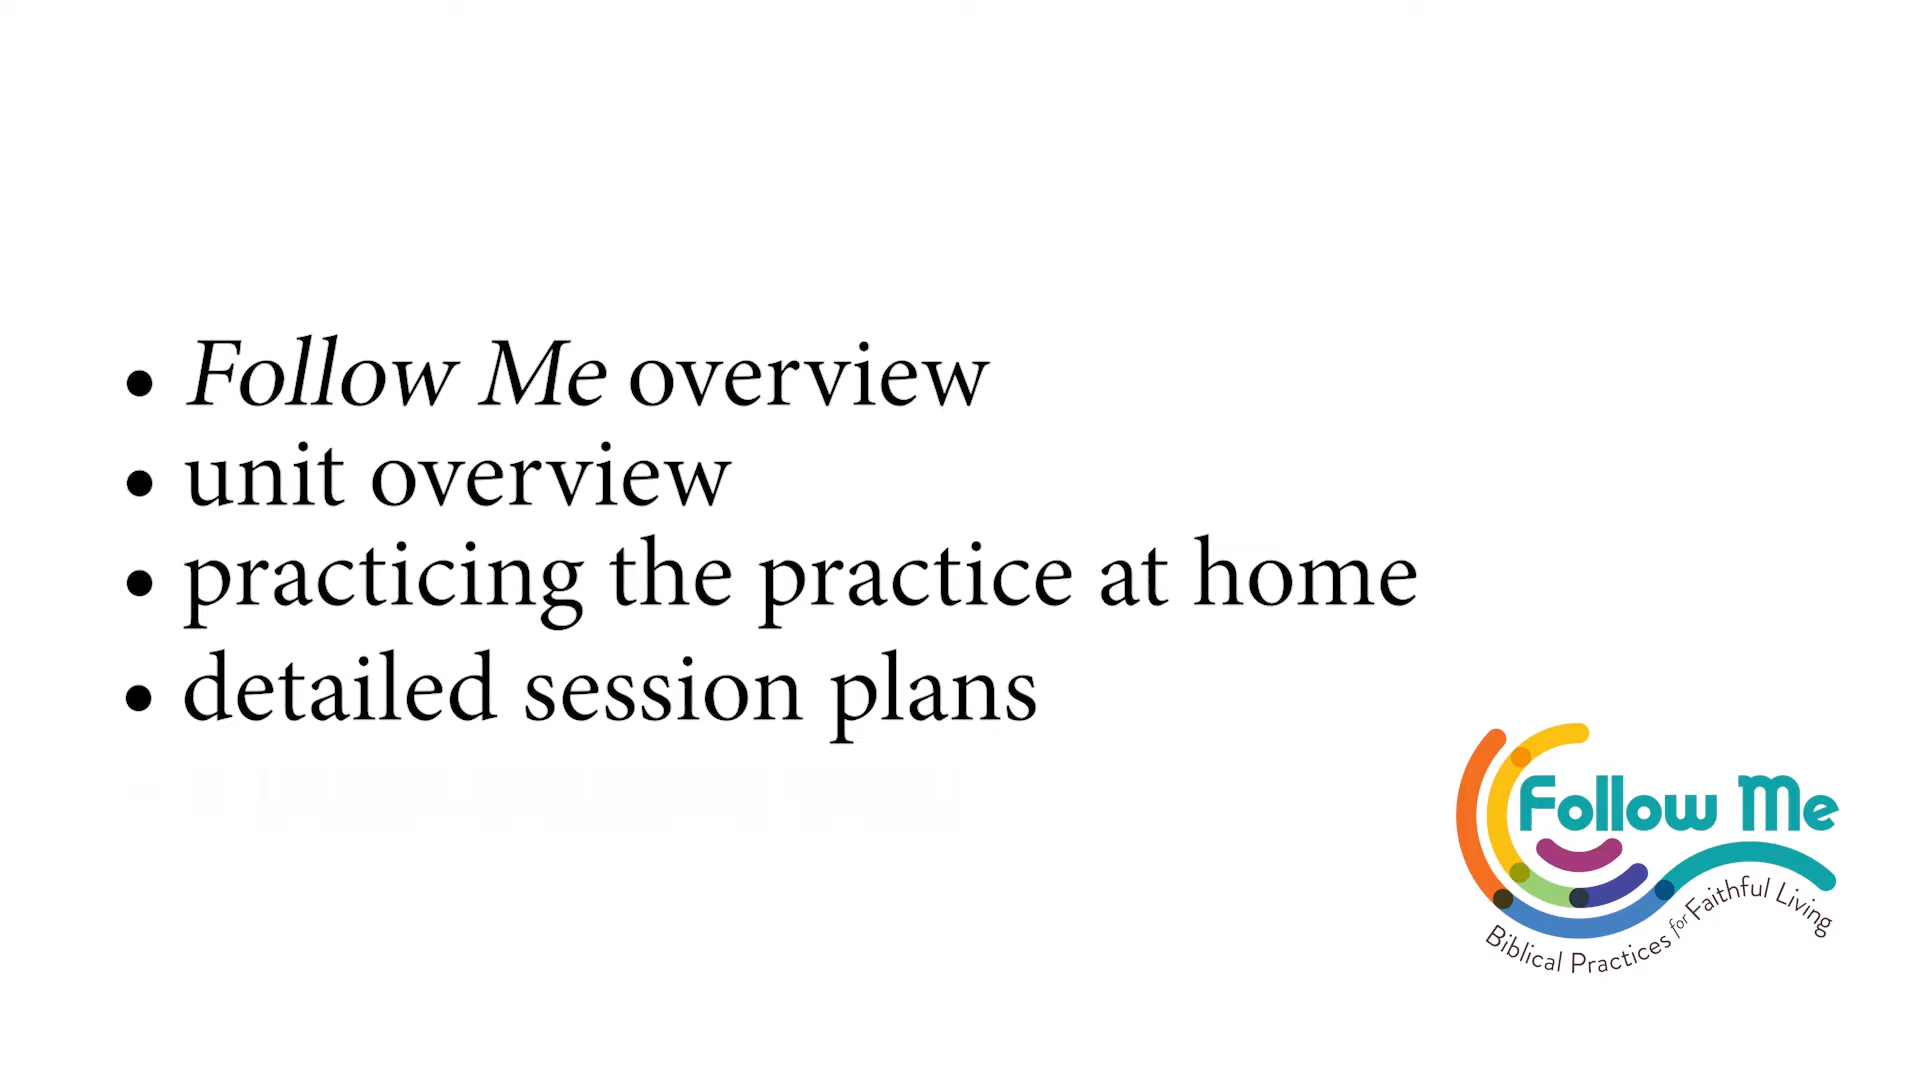 • Follow Me overview
• unit overview
• practicing the practice at home
• detailed session plans
Follow Me
Biblical Practices for Faithful Living